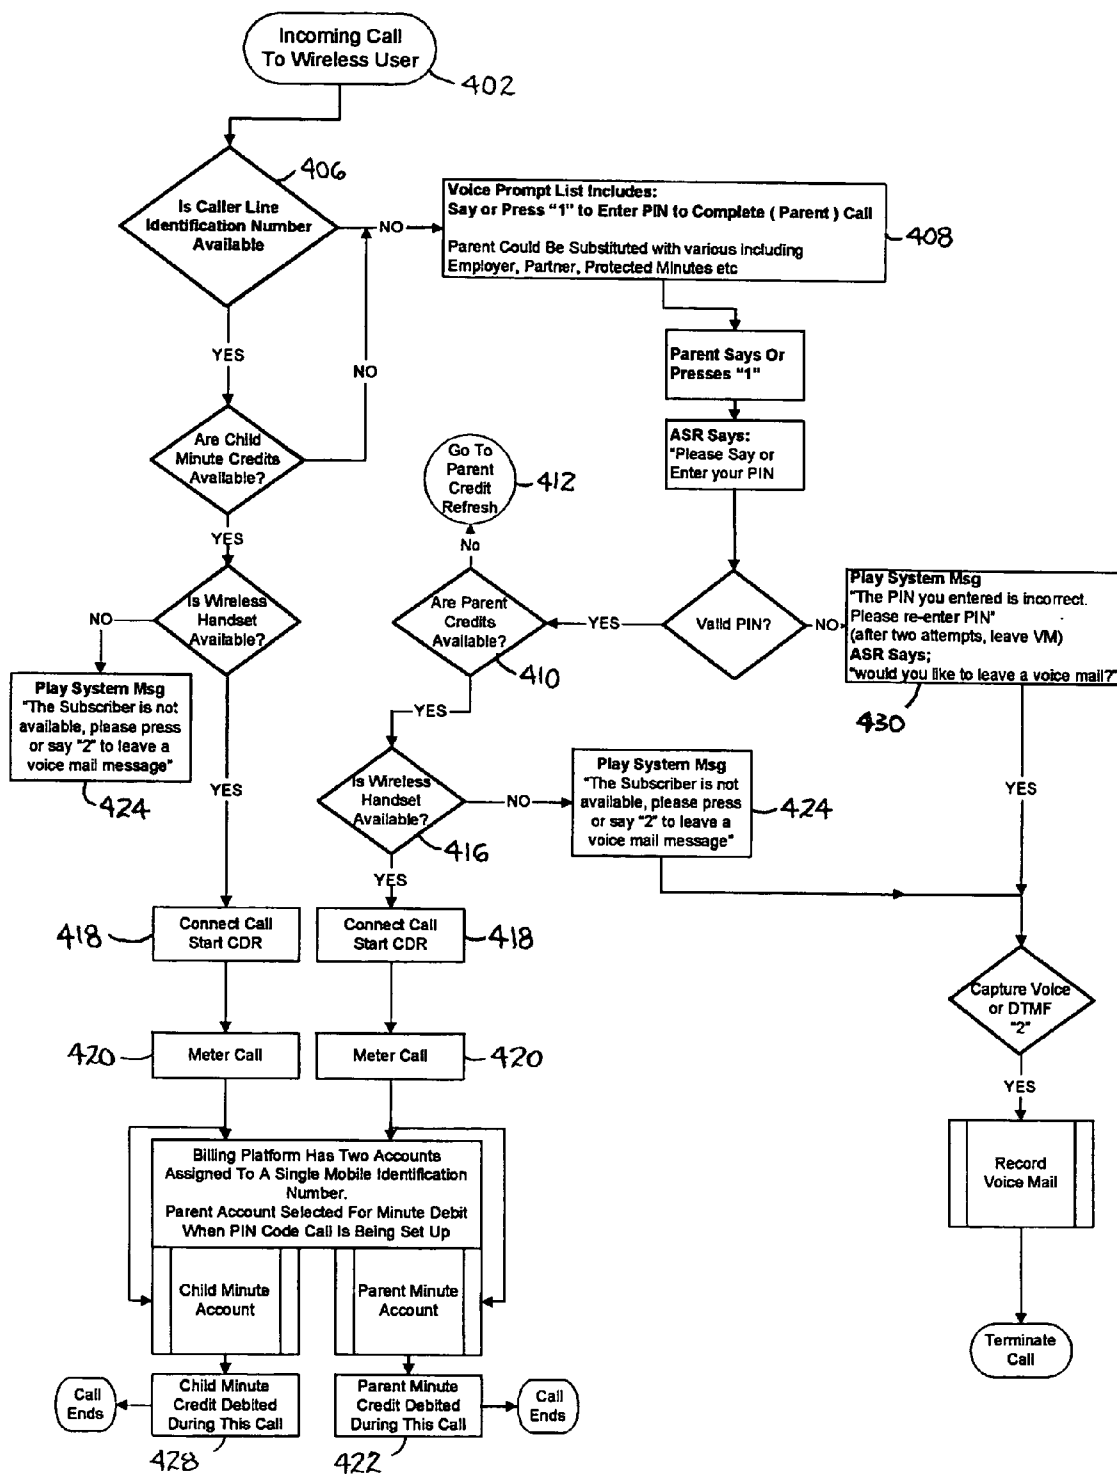 Incoming Call
To Wireless User
402
406
Is Caller Line
Identification Number
Available
NO
Voice Prompt List Includes:
Say or Press "1" to Enter PIN to Complete ( Parent ) Call
Parent Could Be Substituted with various including
Employer, Partner, Protected Minutes etc
408
YES
NO
Parent Says Or
Presses "1"
Are Child
Minute Credits
Available?
Go To
Parent
Credit
Refresh
412
ASR Says:
"Please Say or
Enter your PIN
YES
No
Is Wireless
Handset
Available?
NO
Are Parent
Credits
Available?
410
YES
Valid PIN?
NO
Play System Msg
"The PIN you entered is incorrect.
Please re-enter PIN"
(after two attempts, leave VM)
ASR Says;
"would you like to leave a voice mail?"
430
Play System Msg
"The Subscriber is not
available, please press
or say "2" to leave a
voice mail message"
424
YES
YES
Is Wireless
Handset
Available?
416
NO
Play System Msg
"The Subscriber is not
available, please press
or say "2" to leave a
voice mail message"
424
YES
YES
418
Connect Call
Start CDR
Connect Call
Start CDR
418
Capture Voice
or DTMF
"2"
420
Meter Call
Meter Call
420
YES
Billing Platform Has Two Accounts
Assigned To A Single Mobile Identification
Number.
Parent Account Selected For Minute Debit
When PIN Code Call Is Being Set Up
Record
Voice Mail
Child Minute
Account
Parent Minute
Account
Terminate
Call
Call
Ends
Child Minute
Credit Debited
During This Call
428
Parent Minute
Credit Debited
During This Call
422
Call
Ends